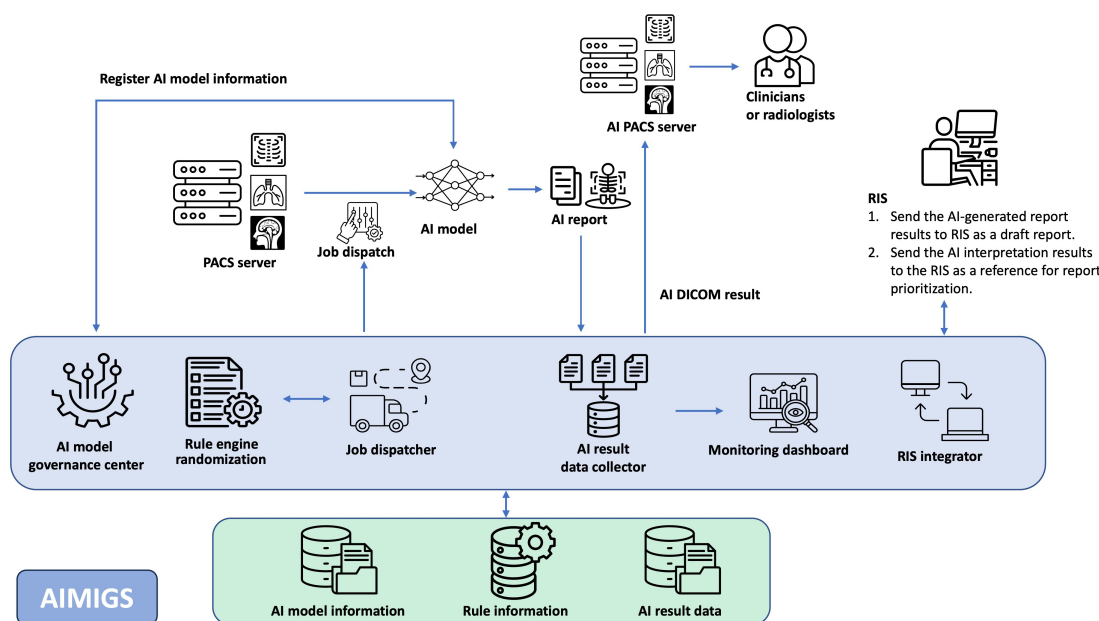 Register AI model information
PACS server
Job dispatch
AI model
AI report
AI PACS server
Clinicians
or radiologists
AI DICOM result
RIS
1. Send the AI-generated report
results to RIS as a draft report.
2. Send the AI interpretation results
to the RIS as a reference for report
prioritization.
AI model
governance center
Rule engine
randomization
Job dispatcher
AI result
data collector
Monitoring dashboard
RIS integrator
AI model information
Rule information
AI result data
AIMIGS